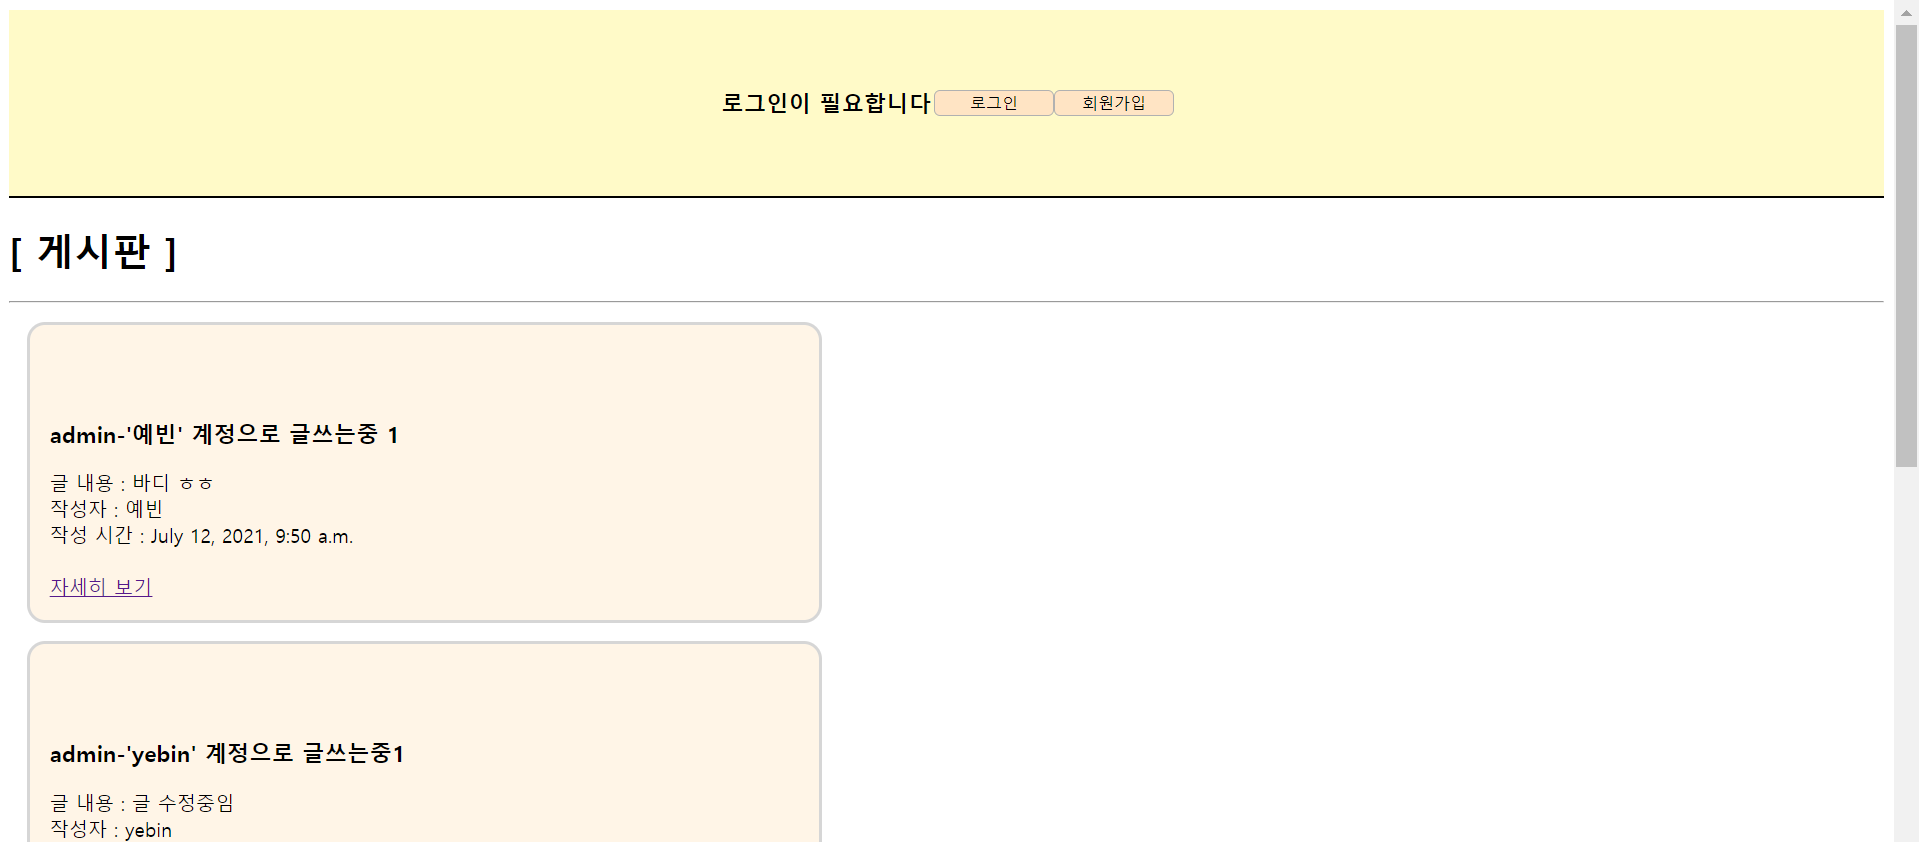 로그인이 필요합니다 로그인 회원가입
[ 게시판 ]
admin-'예빈' 계정으로 글쓰는중 1
글 내용 : 바디 ㅎㅎ
작성자 : 예빈
작성 시간 : July 12, 2021, 9:50 a.m.
자세히 보기
admin-'yebin' 계정으로 글쓰는중1
글 내용 : 글 수정중임
작성자 : yebin